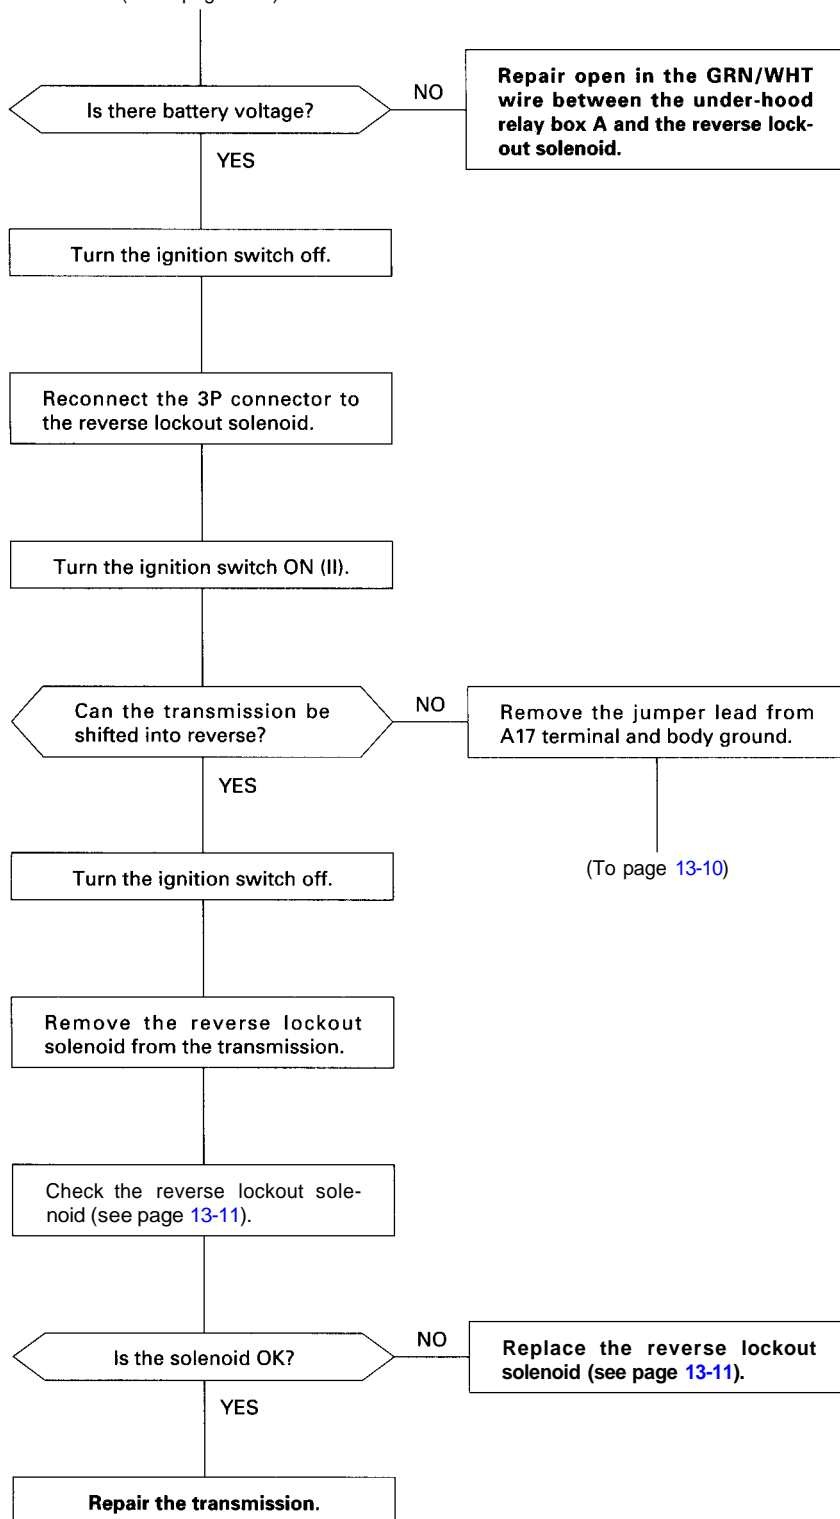 Is there battery voltage?
NO
Repair open in the GRN/WHT
wire between the under-hood
relay box A and the reverse lock-
out solenoid.
YES
Turn the ignition switch off.
Reconnect the 3P connector to
the reverse lockout solenoid.
Turn the ignition switch ON (II).
Can the transmission be
shifted into reverse?
NO
Remove the jumper lead from
A17 terminal and body ground.
YES
(To page 13-10)
Turn the ignition switch off.
Remove the reverse lockout
solenoid from the transmission.
Check the reverse lockout sole-
noid (see page 13-11).
Is the solenoid OK?
NO
Replace the reverse lockout
solenoid (see page 13-11).
YES
Repair the transmission.